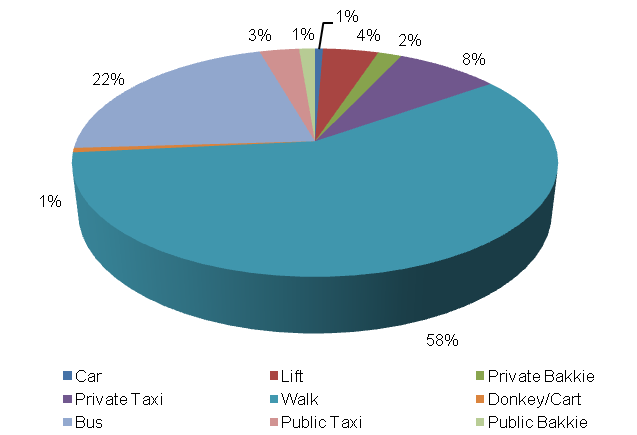 1%
3% 1% 4% 2%
8%
22%
1%
58%
Car Lift Private Bakkie
Private Taxi Walk Donkey/Cart
Bus Public Taxi Public Bakkie